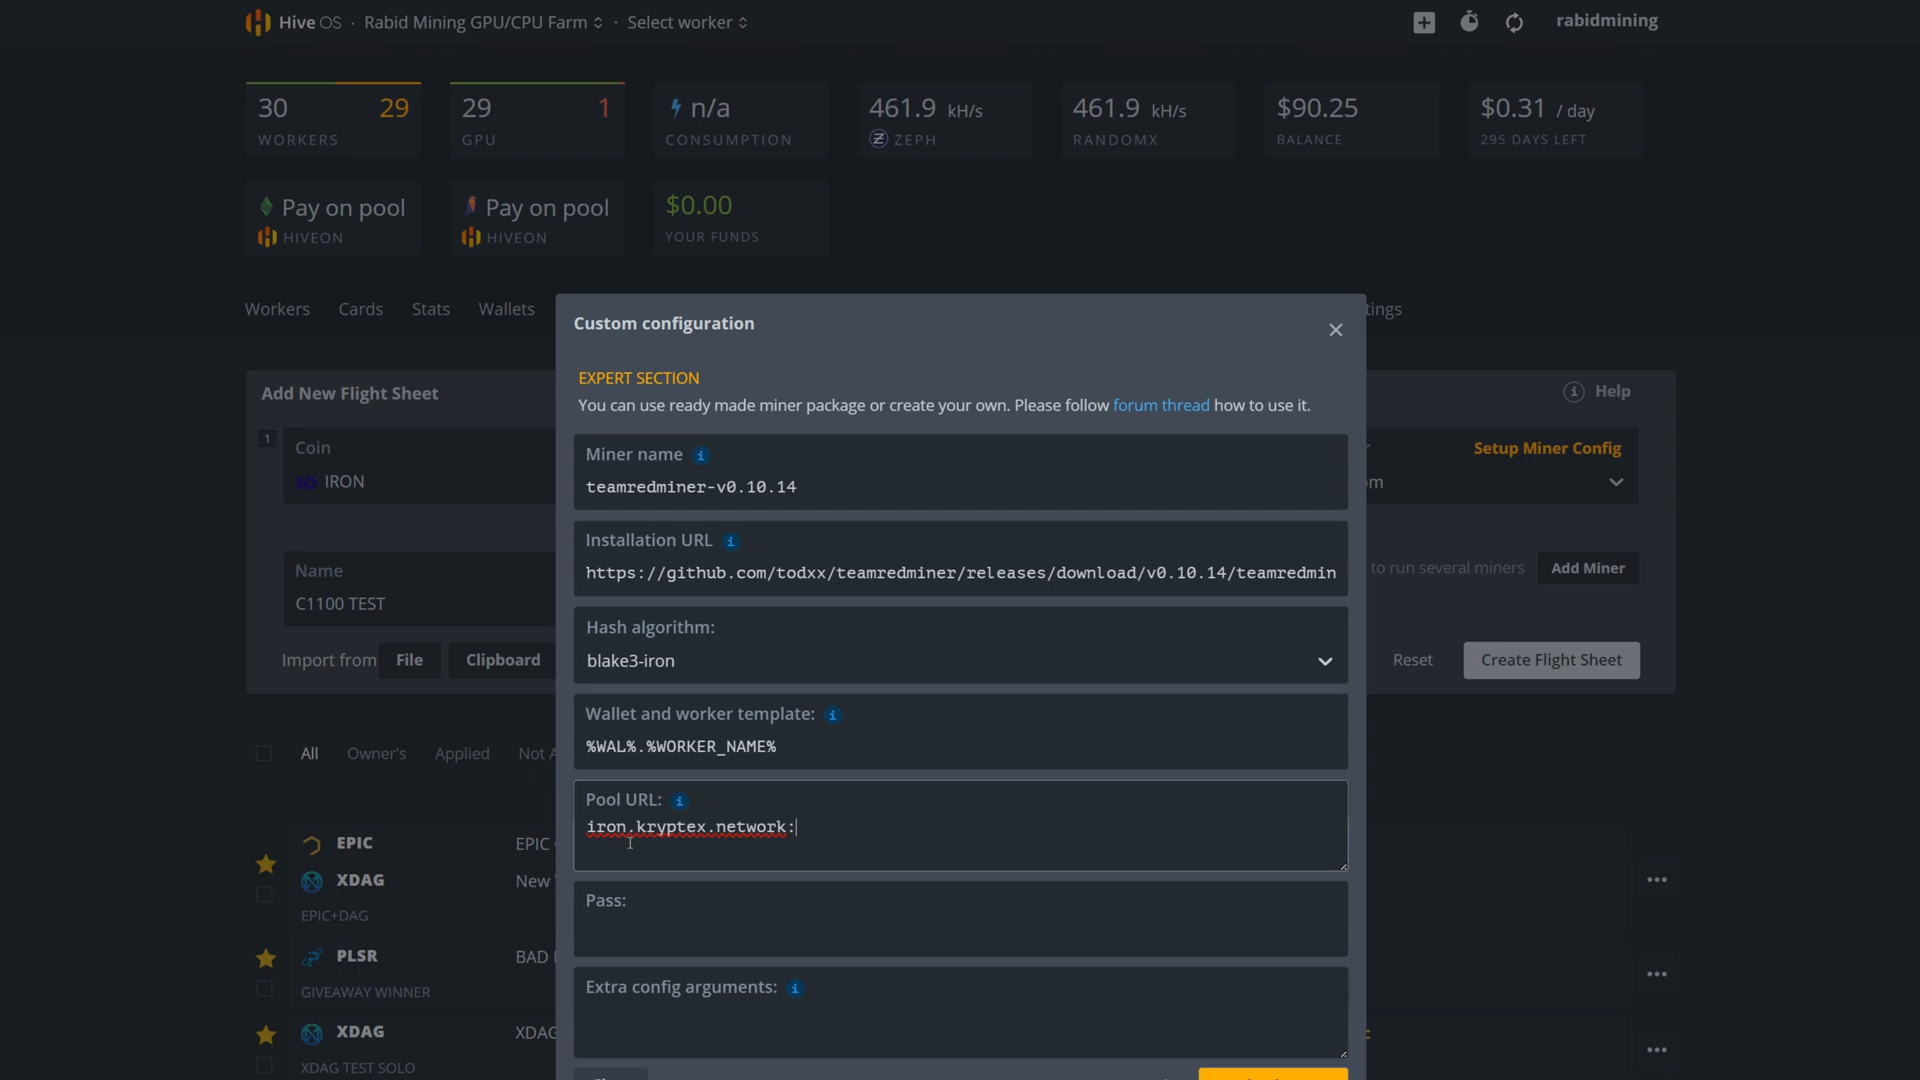 Hive OS · Rabid Mining GPU/CPU Farm · Select worker rabidmining
30 29 29 1 n/a 461.9 kH/s 461.9 kH/s $90.25 $0.31 / day
WORKERS GPU CONSUMPTION ZEPH RANDOMX BALANCE 295 DAYS LEFT
Pay on pool Pay on pool $0.00
HIVEON HIVEON YOUR FUNDS
Workers Cards Stats Wallets tings
Custom configuration
EXPERT SECTION
You can use ready made miner package or create your own. Please follow forum thread how to use it.
Add New Flight Sheet Help
1 Coin Setup Miner Config
IRON om
Miner name
teamredminer-v0.10.14
Installation URL
https://github.com/todxx/teamredminer/releases/download/v0.10.14/teamredmin
Name to run several miners Add Miner
C1100 TEST
Hash algorithm:
blake3-iron
Import from File Clipboard Reset Create Flight Sheet
Wallet and worker template:
%WAL%.%WORKER_NAME%
All Owner's Applied Not A
Pool URL:
iron.kryptex.network:
Pass:
Extra config arguments:
EPIC EPIC
XDAG New
EPIC+DAG
PLSR BAD
GIVEAWAY WINNER
XDAG XDAG
XDAG TEST SOLO